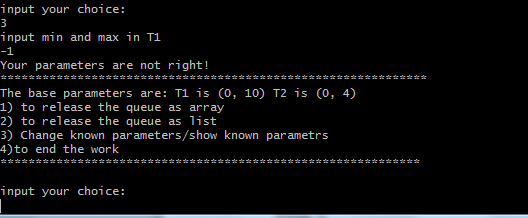 input your choice:
3
input min and max in T1
-1
Your parameters are not right!
*************************************************************
The base parameters are: T1 is (0, 10) T2 is (0, 4)
1) to release the queue as array
2) to release the queue as list
3) Change known parameters/show known parametrs
4)to end the work
************************************************************
input your choice: